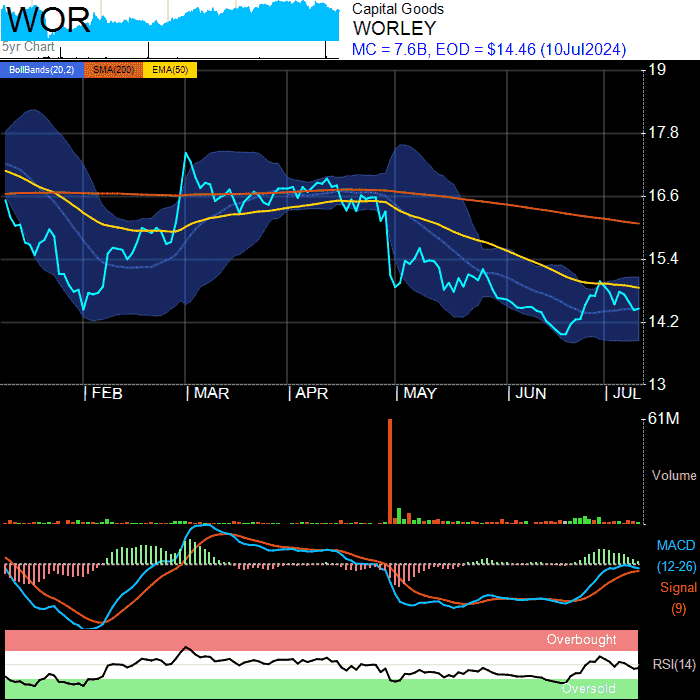 WOR
5yr Chart
Capital Goods
WORLEY
MC = 7.6B, EOD = $14.46 (10Jul2024)
BollBands(20,2) SMA(200) EMA(50)
19
17.8
16.6
15.4
14.2
13
FEB MAR APR MAY JUN JUL
61M
Volume
MACD
(12-26)
Signal
(9)
Overbought
RSI(14)
Oversold